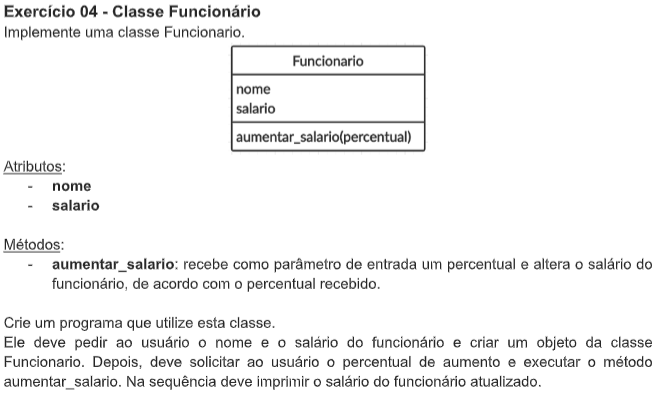 Exercício 04 - Classe Funcionário
Implemente uma classe Funcionario.
Funcionario
nome
salario
aumentar_salario(percentual)
Atributos:
- nome
- salario
Métodos:
- aumentar_salario: recebe como parâmetro de entrada um percentual e altera o salário do
funcionário, de acordo com o percentual recebido.
Crie um programa que utilize esta classe.
Ele deve pedir ao usuário o nome e o salário do funcionário e criar um objeto da classe
Funcionario. Depois, deve solicitar ao usuário o percentual de aumento e executar o método
aumentar_salario. Na sequência deve imprimir o salário do funcionário atualizado.